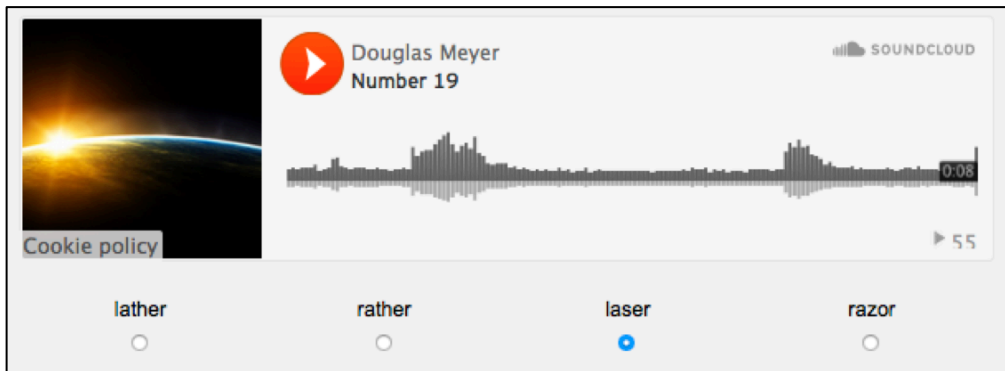 Douglas Meyer
SOUNDCLOUD
Number 19
0:08
Cookie policy
55
lather rather laser razor